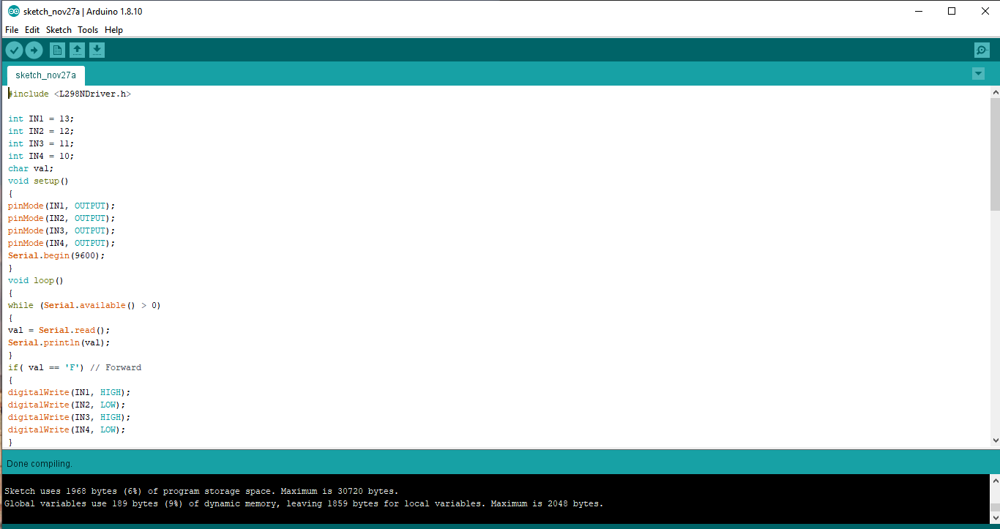 sketch_nov27a | Arduino 1.8.10
File Edit Sketch Tools Help
sketch_nov27a
#include <L298NDriver.h>
int IN1 = 13;
int IN2 = 12;
int IN3 = 11;
int IN4 = 10;
char val;
void setup()
{
pinMode(IN1, OUTPUT);
pinMode(IN2, OUTPUT);
pinMode(IN3, OUTPUT);
pinMode(IN4, OUTPUT);
Serial.begin(9600);
}
void loop()
{
while (Serial.available() > 0)
{
val = Serial.read();
Serial.println(val);
}
if( val == 'F') // Forward
{
digitalWrite(IN1, HIGH);
digitalWrite(IN2, LOW);
digitalWrite(IN3, HIGH);
digitalWrite(IN4, LOW);
}
Done compiling.
Sketch uses 1968 bytes (6%) of program storage space. Maximum is 30720 bytes.
Global variables use 189 bytes (9%) of dynamic memory, leaving 1859 bytes for local variables. Maximum is 2048 bytes.